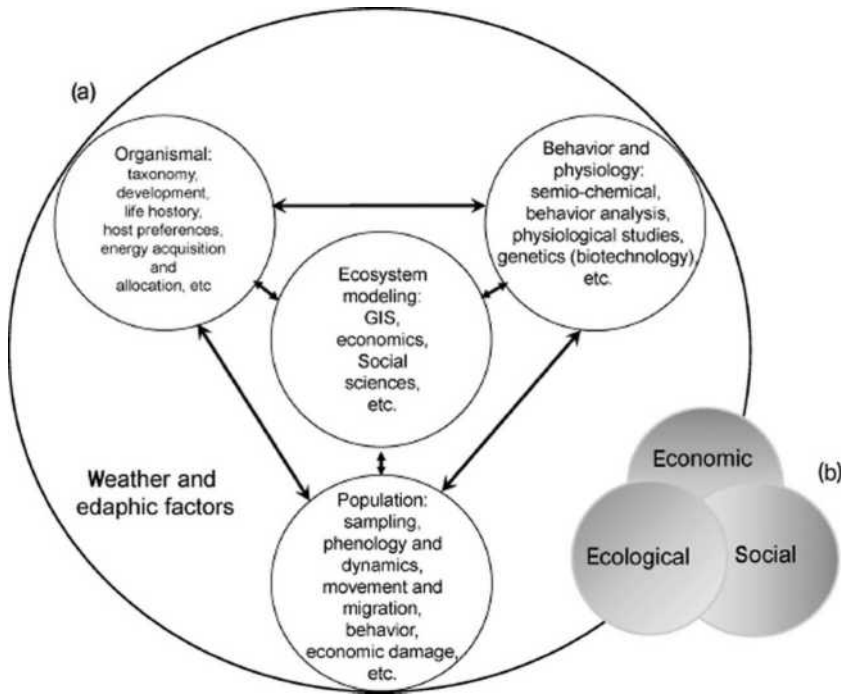 (a)
Organismal:
taxonomy,
development,
life hostory,
host preferences,
energy acquisition
and
allocation, etc
Behavior and
physiology:
semio-chemical,
behavior analysis,
physiological studies,
genetics (biotechnology),
etc.
Ecosystem
modeling:
GIS,
economics,
Social
sciences,
etc.
Weather and
edaphic factors
Population:
sampling,
phenology and
dynamics,
movement and
migration,
behavior,
economic damage,
etc.
(b)
Economic
Ecological
Social